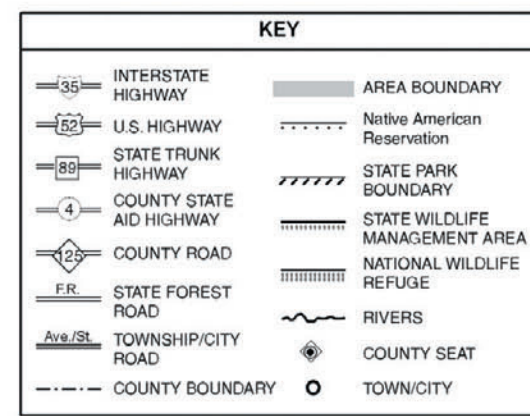 KEY
35
INTERSTATE
HIGHWAY
52
U.S. HIGHWAY
89
STATE TRUNK
HIGHWAY
4
COUNTY STATE
AID HIGHWAY
125
COUNTY ROAD
F.R.
STATE FOREST
ROAD
Ave./St.
TOWNSHIP/CITY
ROAD
COUNTY BOUNDARY
AREA BOUNDARY
Native American
Reservation
STATE PARK
BOUNDARY
STATE WILDLIFE
MANAGEMENT AREA
NATIONAL WILDLIFE
REFUGE
RIVERS
COUNTY SEAT
TOWN/CITY